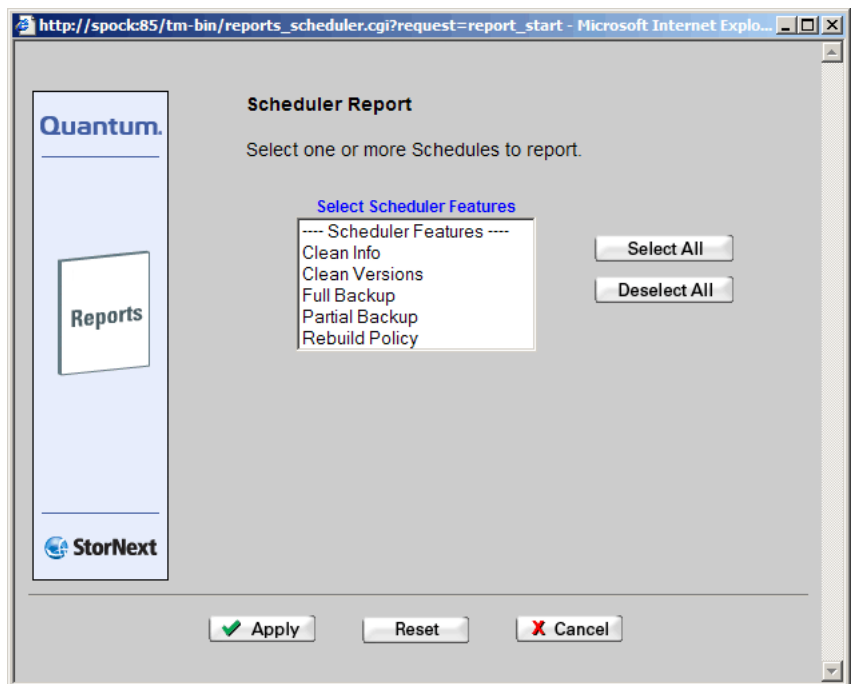 http://spock:85/tm-bin/reports_scheduler.cgi?request=report_start - Microsoft Internet Explo...
Quantum.
Reports
StorNext
Scheduler Report
Select one or more Schedules to report.
Select Scheduler Features
---- Scheduler Features ----
Clean Info
Clean Versions
Full Backup
Partial Backup
Rebuild Policy
Select All
Deselect All
Apply
Reset
Cancel